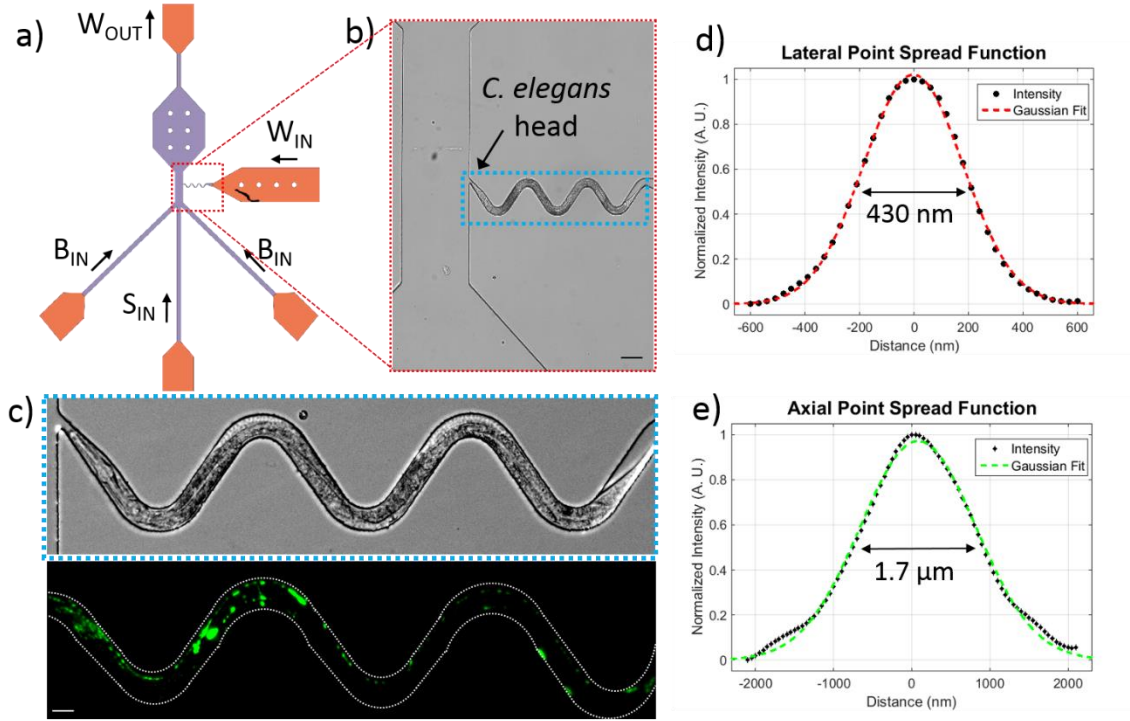 a)
W_OUT
W_IN
B_IN
B_IN
S_IN
b)
C. elegans
head
c)
d)
Lateral Point Spread Function
Normalized Intensity (A. U.)
1
0.8
0.6
0.4
0.2
0
Intensity
Gaussian Fit
430 nm
-600 -400 -200 0 200 400 600
Distance (nm)
e)
Axial Point Spread Function
Normalized Intensity (A. U.)
1
0.8
0.6
0.4
0.2
0
Intensity
Gaussian Fit
1.7 µm
-2000 -1000 0 1000 2000
Distance (nm)